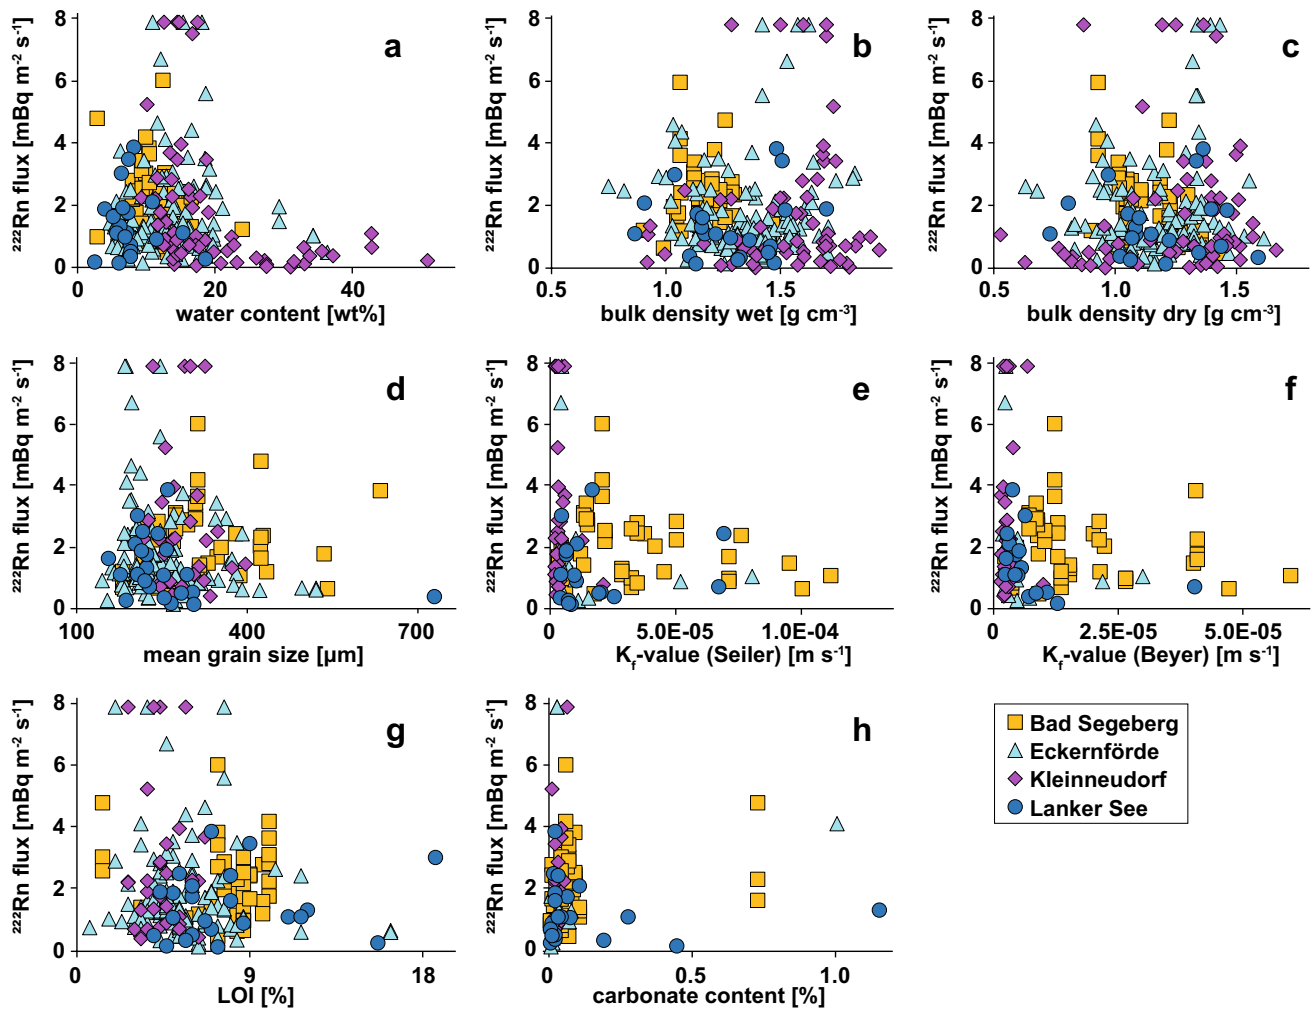 a
²²²Rn flux [mBq m⁻² s⁻¹]
8
6
4
2
0
0 20 40
water content [wt%]
b
²²²Rn flux [mBq m⁻² s⁻¹]
8
6
4
2
0
0.5 1.0 1.5
bulk density wet [g cm⁻³]
c
²²²Rn flux [mBq m⁻² s⁻¹]
8
6
4
2
0
0.5 1.0 1.5
bulk density dry [g cm⁻³]
d
²²²Rn flux [mBq m⁻² s⁻¹]
8
6
4
2
0
100 400 700
mean grain size [µm]
e
²²²Rn flux [mBq m⁻² s⁻¹]
8
6
4
2
0
0 5.0E-05 1.0E-04
Kf-value (Seiler) [m s⁻¹]
f
²²²Rn flux [mBq m⁻² s⁻¹]
8
6
4
2
0
0 2.5E-05 5.0E-05
Kf-value (Beyer) [m s⁻¹]
g
²²²Rn flux [mBq m⁻² s⁻¹]
8
6
4
2
0
0 9 18
LOI [%]
h
²²²Rn flux [mBq m⁻² s⁻¹]
8
6
4
2
0
0 0.5 1.0
carbonate content [%]
Bad Segeberg
Eckernförde
Kleinneudorf
Lanker See